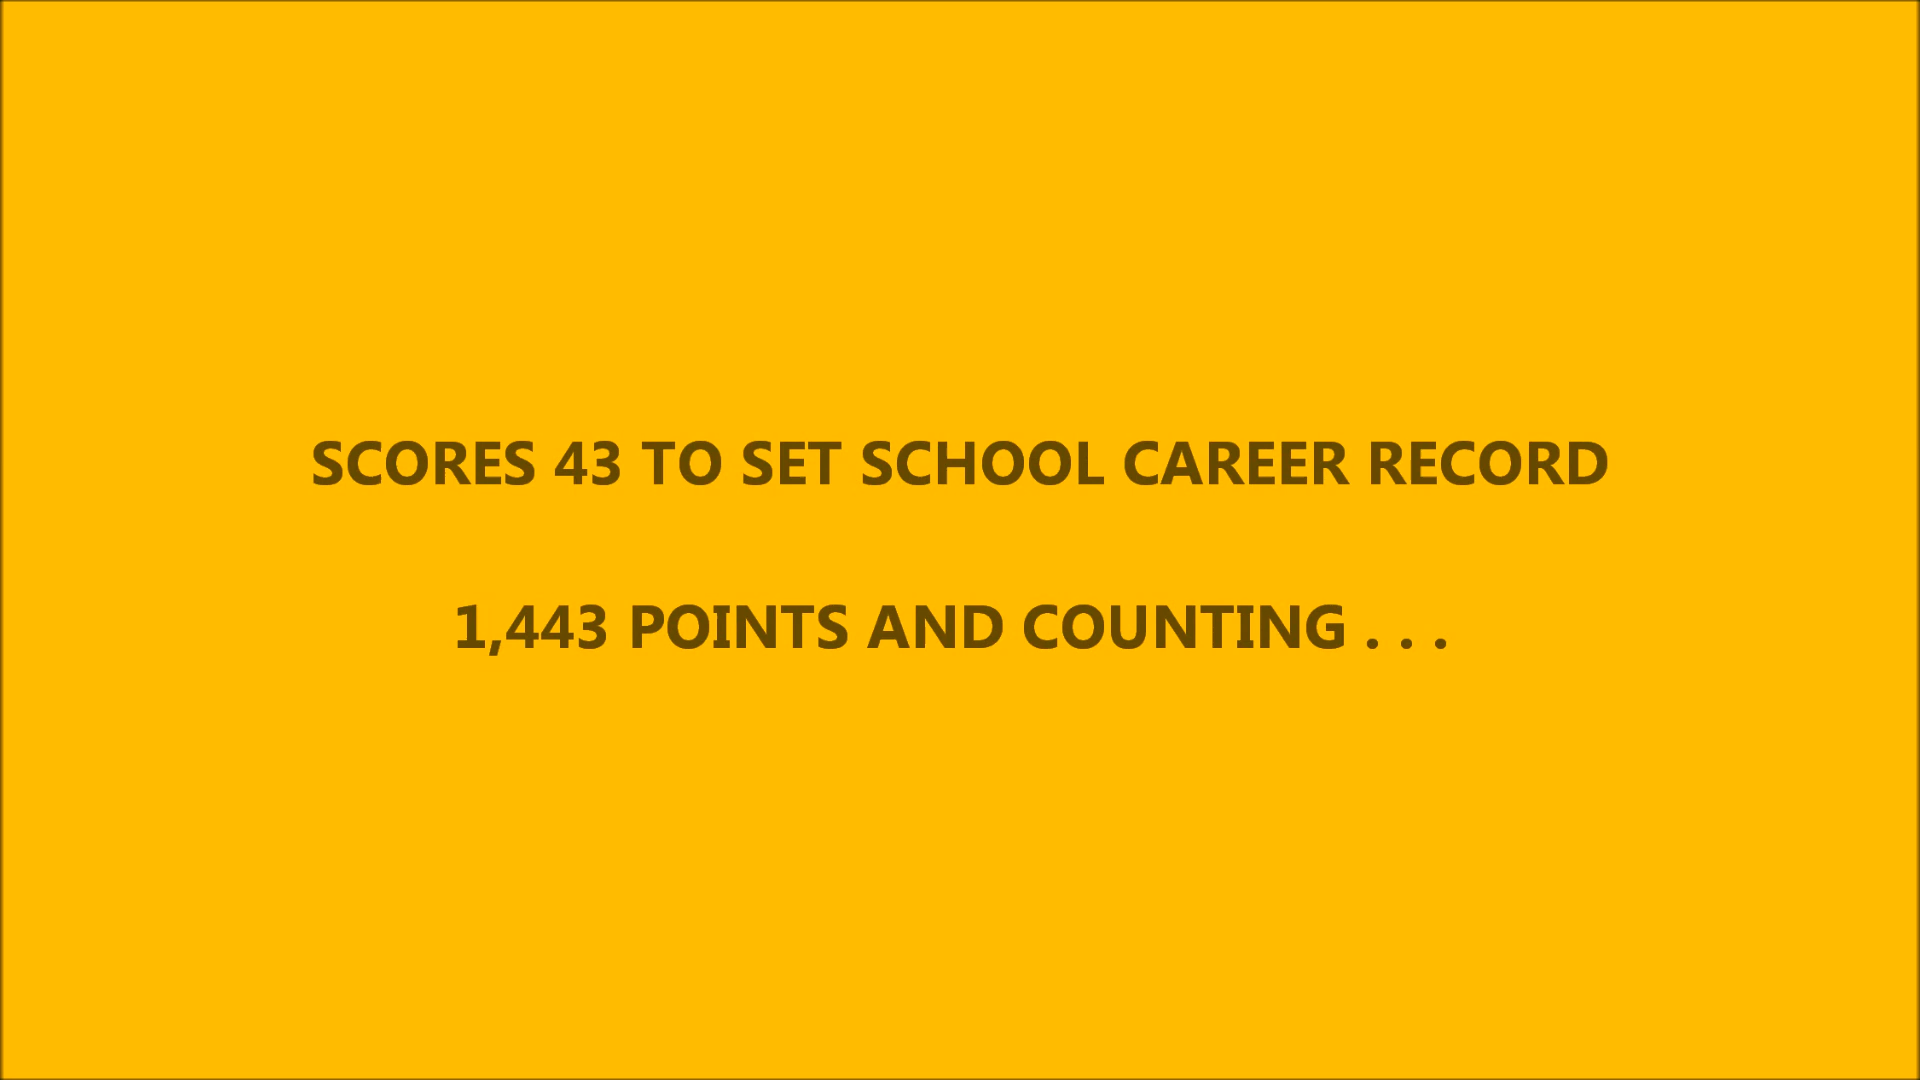 SCORES 43 TO SET SCHOOL CAREER RECORD
1,443 POINTS AND COUNTING . . .